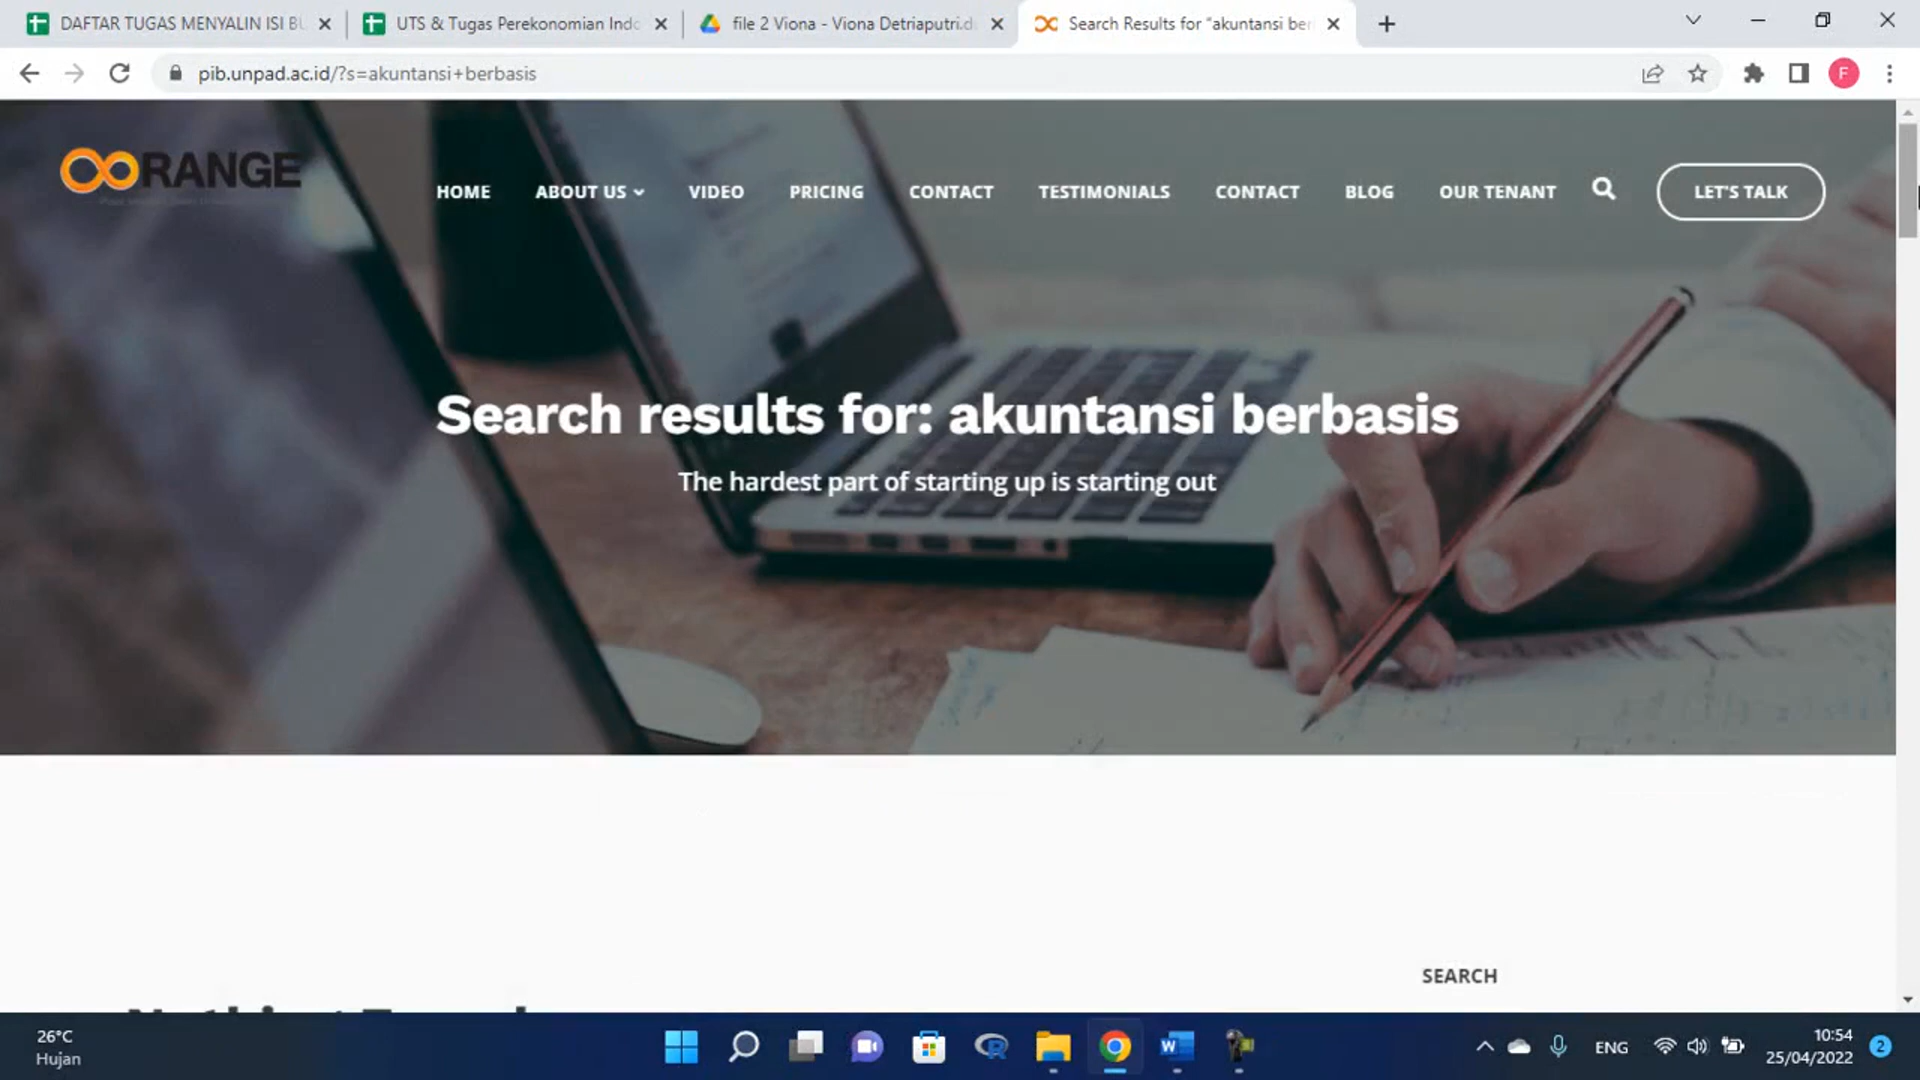 DAFTAR TUGAS MENYALIN ISI BU
UTS & Tugas Perekonomian Indo
file 2 Viona - Viona Detriaputri.d
Search Results for "akuntansi ber
pib.unpad.ac.id/?s=akuntansi+berbasis
F
RANGE
HOME
ABOUT US
VIDEO
PRICING
CONTACT
TESTIMONIALS
CONTACT
BLOG
OUR TENANT
LET'S TALK
Search results for: akuntansi berbasis
The hardest part of starting up is starting out
SEARCH
26°C
Hujan
ENG
10:54
25/04/2022
2